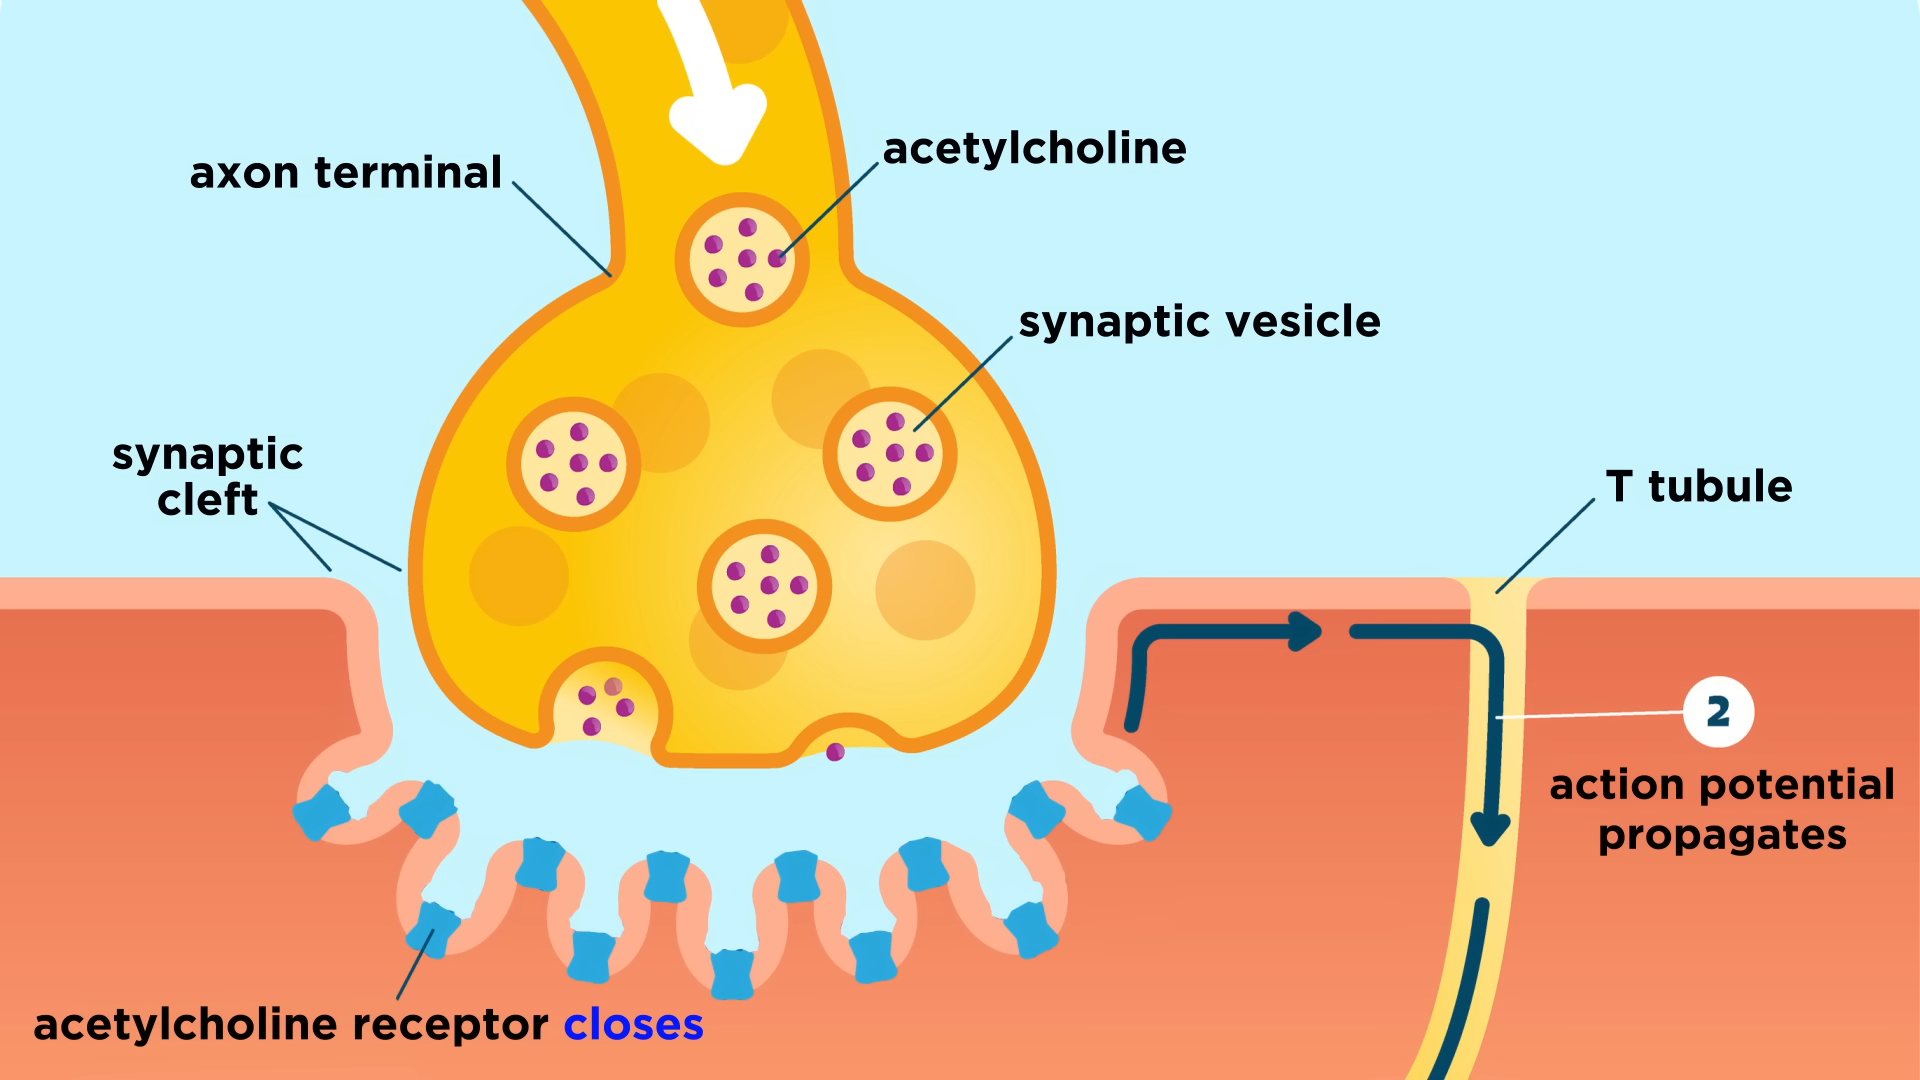 axon terminal
acetylcholine
synaptic vesicle
synaptic
cleft
T tubule
2
action potential
propagates
acetylcholine receptor closes